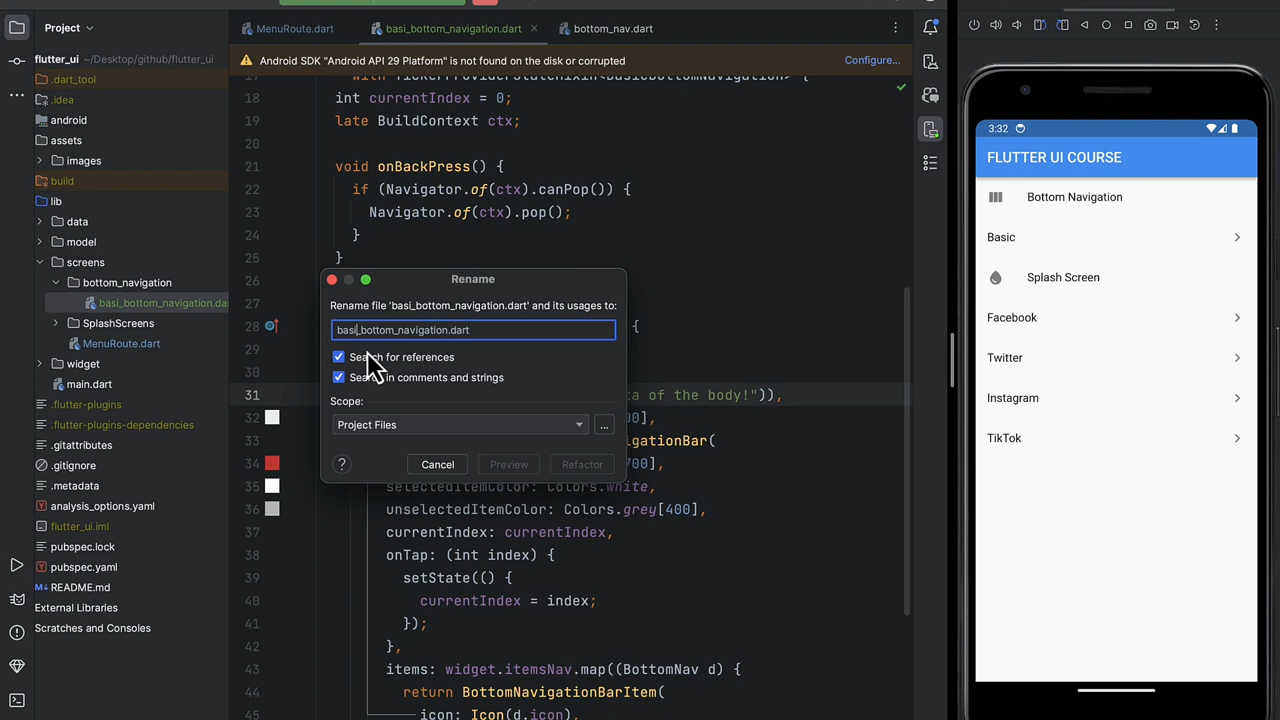 Project
MenuRoute.dart
basi_bottom_navigation.dart
bottom_nav.dart
flutter_ui ~/Desktop/github/flutter_ui
Android SDK "Android API 29 Platform" is not found on the disk or corrupted
Configure...
.dart_tool
.idea
android
assets
images
build
lib
data
model
screens
bottom_navigation
basi_bottom_navigation.da
SplashScreens
MenuRoute.dart
widget
main.dart
.flutter-plugins
.flutter-plugins-dependencies
.gitattributes
.gitignore
.metadata
analysis_options.yaml
flutter_ui.iml
pubspec.lock
pubspec.yaml
README.md
External Libraries
Scratches and Consoles
17 with TickerProviderStateMixin<BasicBottomNavigation> {
18 int currentIndex = 0;
19 late BuildContext ctx;
20
21 void onBackPress() {
22 if (Navigator.of(ctx).canPop()) {
23 Navigator.of(ctx).pop();
24 }
25 }
26
27
28 {
29
30
31 ta of the body!")),
32 00],
33 vigationBar(
34 700],
35 selectedItemColor: Colors.white,
36 unselectedItemColor: Colors.grey[400],
37 currentIndex: currentIndex,
38 onTap: (int index) {
39 setState(() {
40 currentIndex = index;
41 });
42 },
43 items: widget.itemsNav.map((BottomNav d) {
44 return BottomNavigationBarItem(
45 icon: Icon(d.icon),
Rename
Rename file 'basi_bottom_navigation.dart' and its usages to:
basi_bottom_navigation.dart
Search for references
Search in comments and strings
Scope:
Project Files
...
?
Cancel
Preview
Refactor
3:32
FLUTTER UI COURSE
Bottom Navigation
Basic
Splash Screen
Facebook
Twitter
Instagram
TikTok